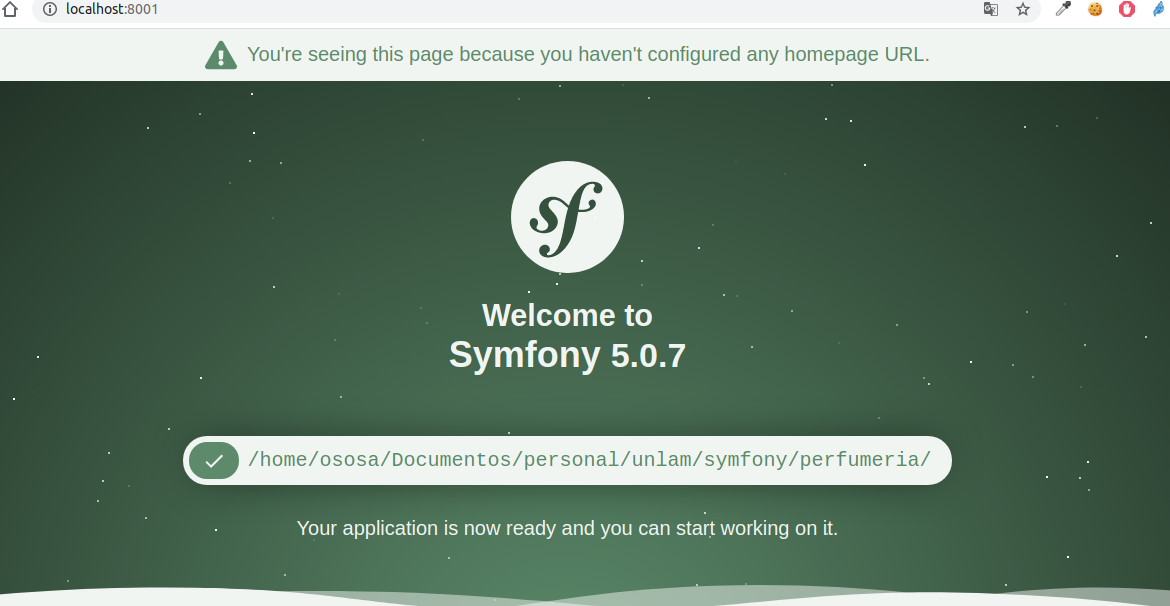 localhost:8001
You're seeing this page because you haven't configured any homepage URL.
sf
Welcome to
Symfony 5.0.7
/home/ososa/Documentos/personal/unlam/symfony/perfumeria/
Your application is now ready and you can start working on it.